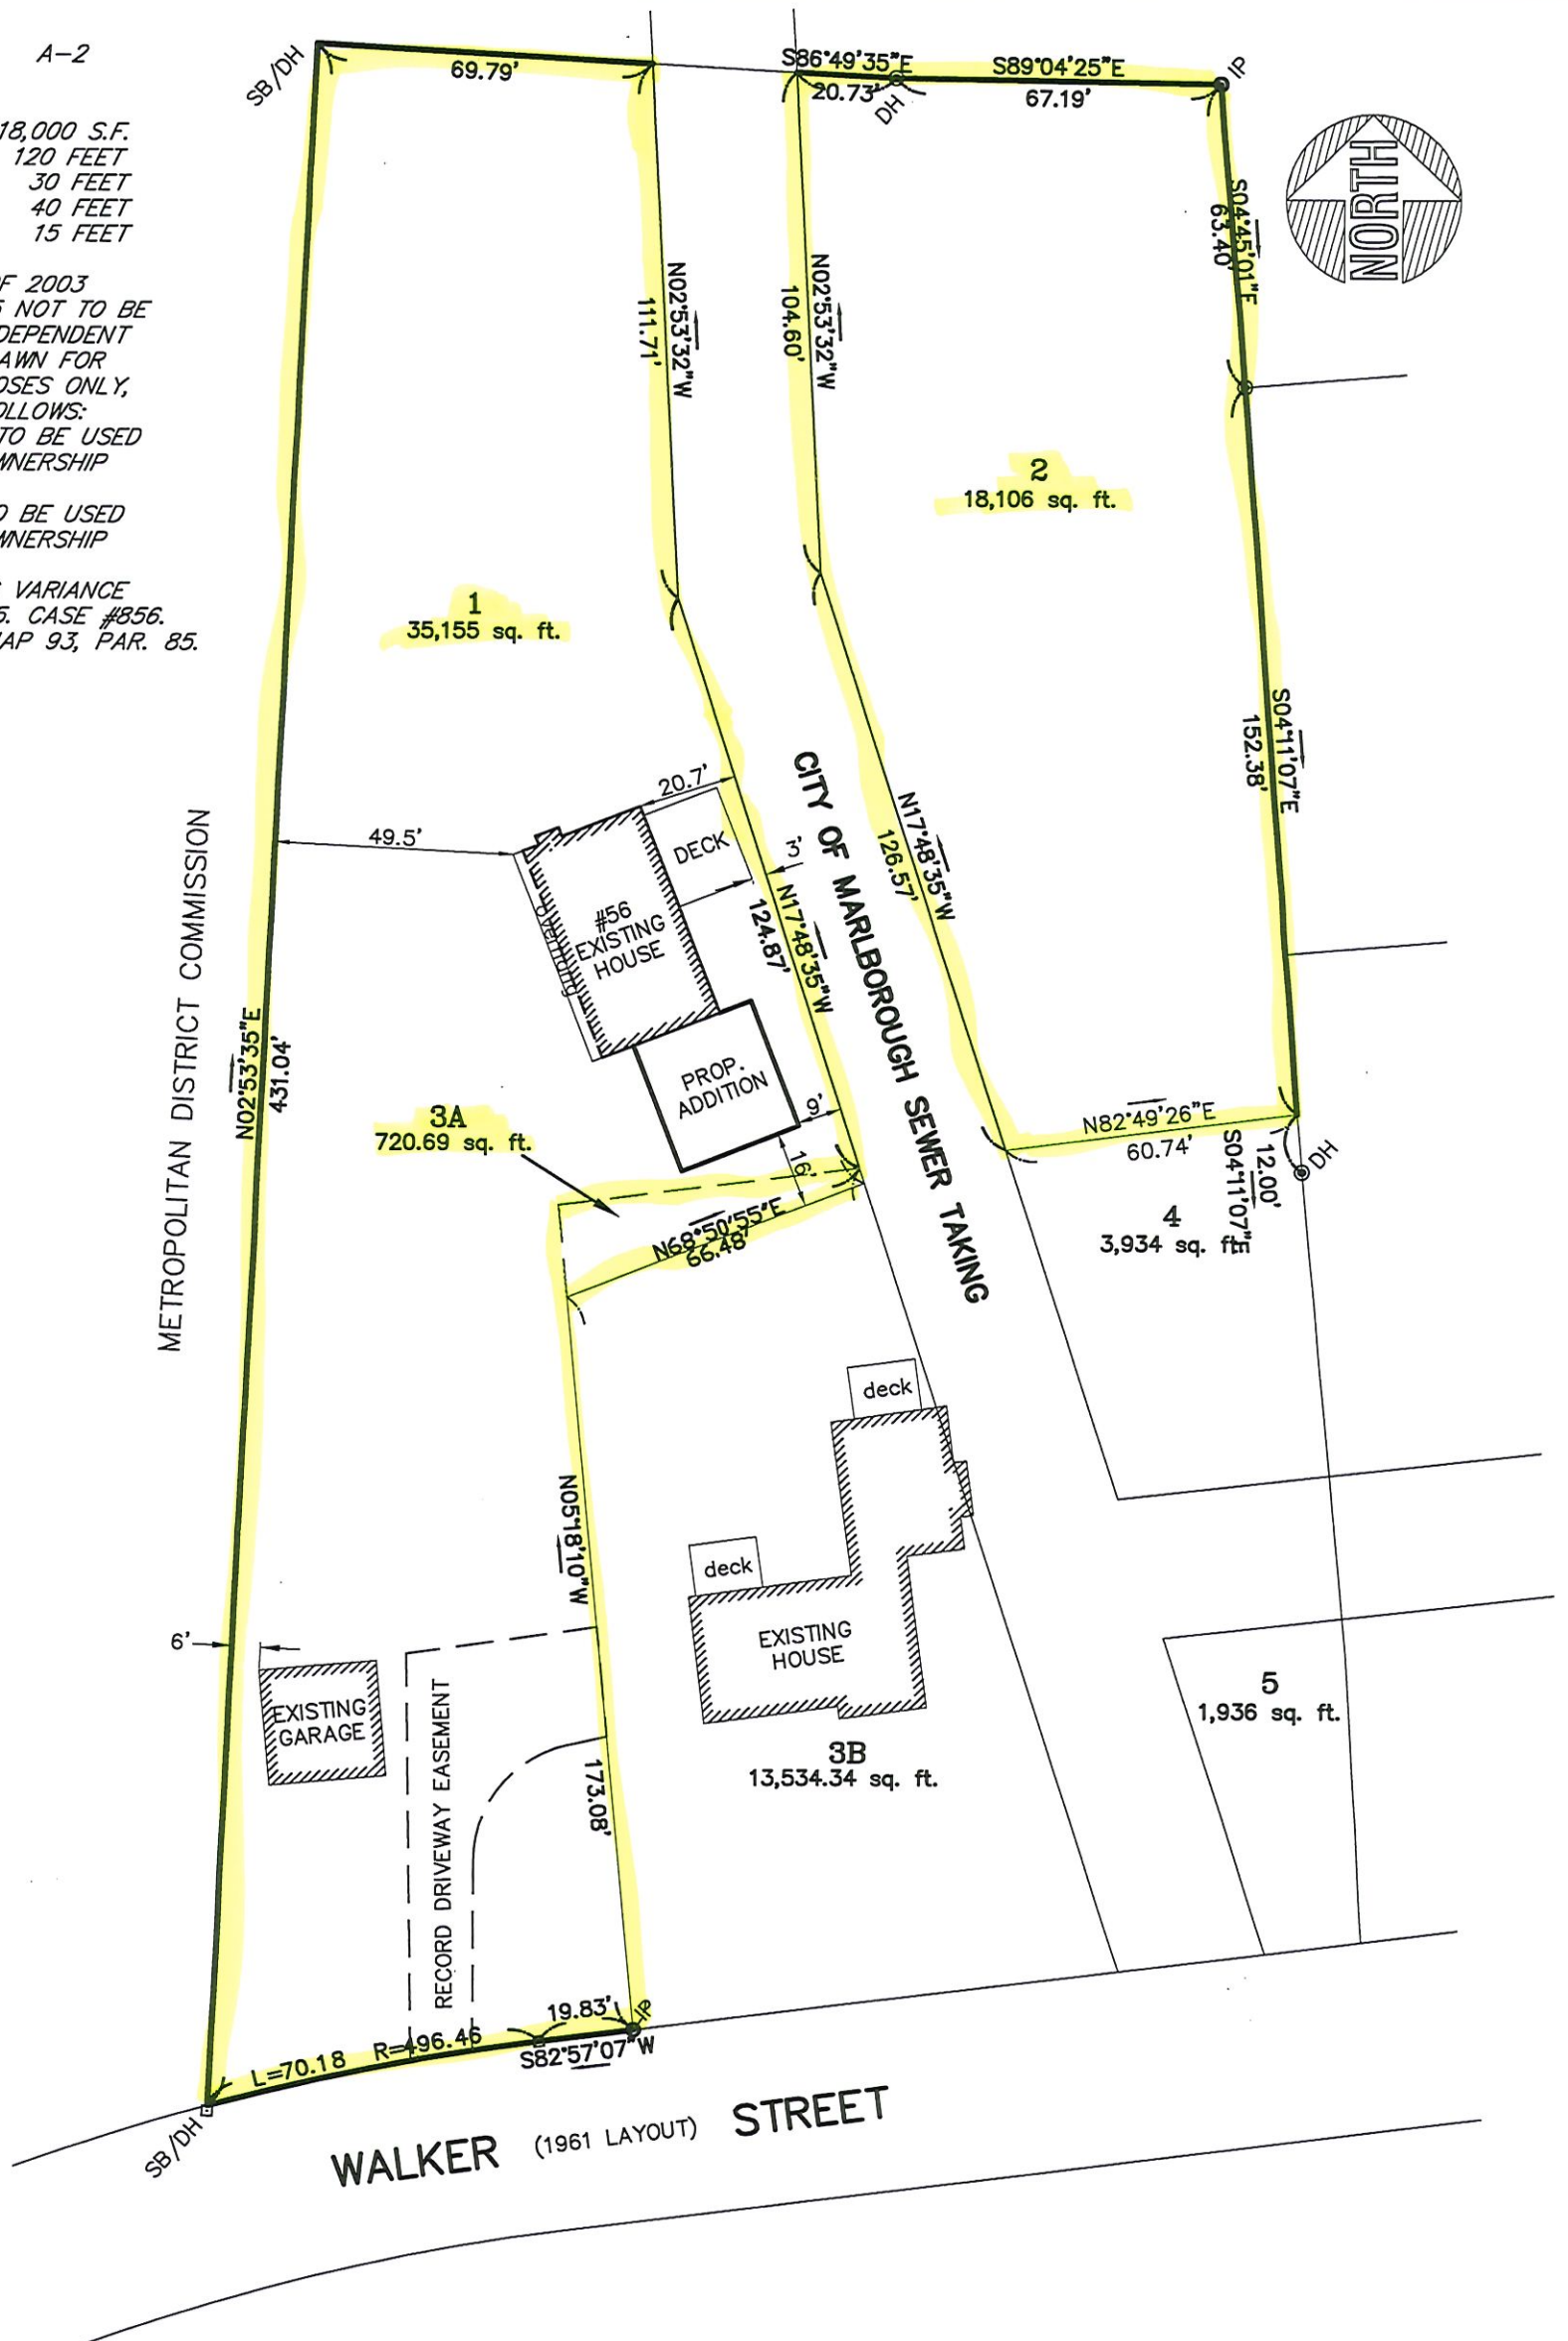 A-2
18,000 S.F.
120 FEET
30 FEET
40 FEET
15 FEET
OF 2003
NOT TO BE
DEPENDENT
AWN FOR
OSES ONLY,
OLLOWS:
TO BE USED
WNERSHIP
O BE USED
WNERSHIP
VARIANCE
5. CASE #856.
MAP 93, PAR. 85.
SB/DH
69.79'
S86°49'35"E
20.73'
DH
S89°04'25"E
67.19'
IP
NORTH
S04°45'01"E
63.40'
N02°53'32"W
111.71'
N02°53'32"W
104.60'
2
18,106 sq. ft.
1
35,155 sq. ft.
S04°11'07"E
152.38'
20.7'
DECK
49.5'
3'
#56
EXISTING
HOUSE
overhang
N17°48'35"W
124.87'
CITY OF MARLBOROUGH SEWER TAKING
N17°48'35"W
126.57'
METROPOLITAN DISTRICT COMMISSION
N02°53'35"E
431.04'
PROP.
ADDITION
9'
16'
3A
720.69 sq. ft.
N68°50'55"E
66.48'
N82°49'26"E
60.74'
S04°11'07"E
12.00'
DH
4
3,934 sq. ft.
deck
deck
EXISTING
HOUSE
N05°18'10"W
173.08'
6'
EXISTING
GARAGE
RECORD DRIVEWAY EASEMENT
3B
13,534.34 sq. ft.
5
1,936 sq. ft.
19.83'
IP
L=70.18 R=496.46
S82°57'07"W
SB/DH
WALKER (1961 LAYOUT) STREET